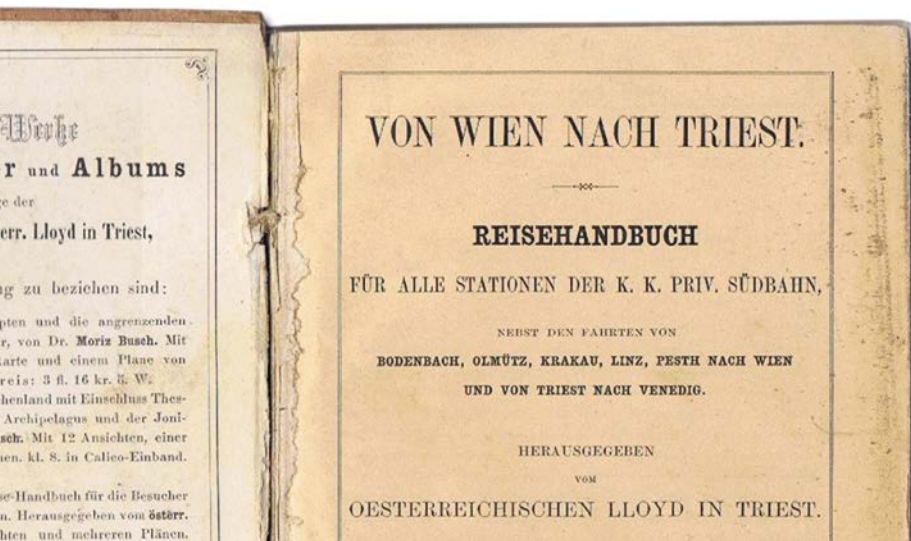 Werke
r und Albums
ge der
err. Lloyd in Triest,
ng zu beziehen sind:
pten und die angrenzenden
r, von Dr. Moriz Busch. Mit
karte und einem Plane von
reis: 3 fl. 16 kr. ö. W.
chenland mit Einschluss Thes-
Archipelagus und der Joni-
sch. Mit 12 Ansichten, einer
nen. kl. 8. in Calico-Einband.
se-Handbuch für die Besucher
n. Herausgegeben vom österr.
hten und mehreren Plänen.
VON WIEN NACH TRIEST.
REISEHANDBUCH
FÜR ALLE STATIONEN DER K. K. PRIV. SÜDBAHN,
NEBST DEN FAHRTEN VON
BODENBACH, OLMÜTZ, KRAKAU, LINZ, PESTH NACH WIEN
UND VON TRIEST NACH VENEDIG.
HERAUSGEGEBEN
VOM
OESTERREICHISCHEN LLOYD IN TRIEST.